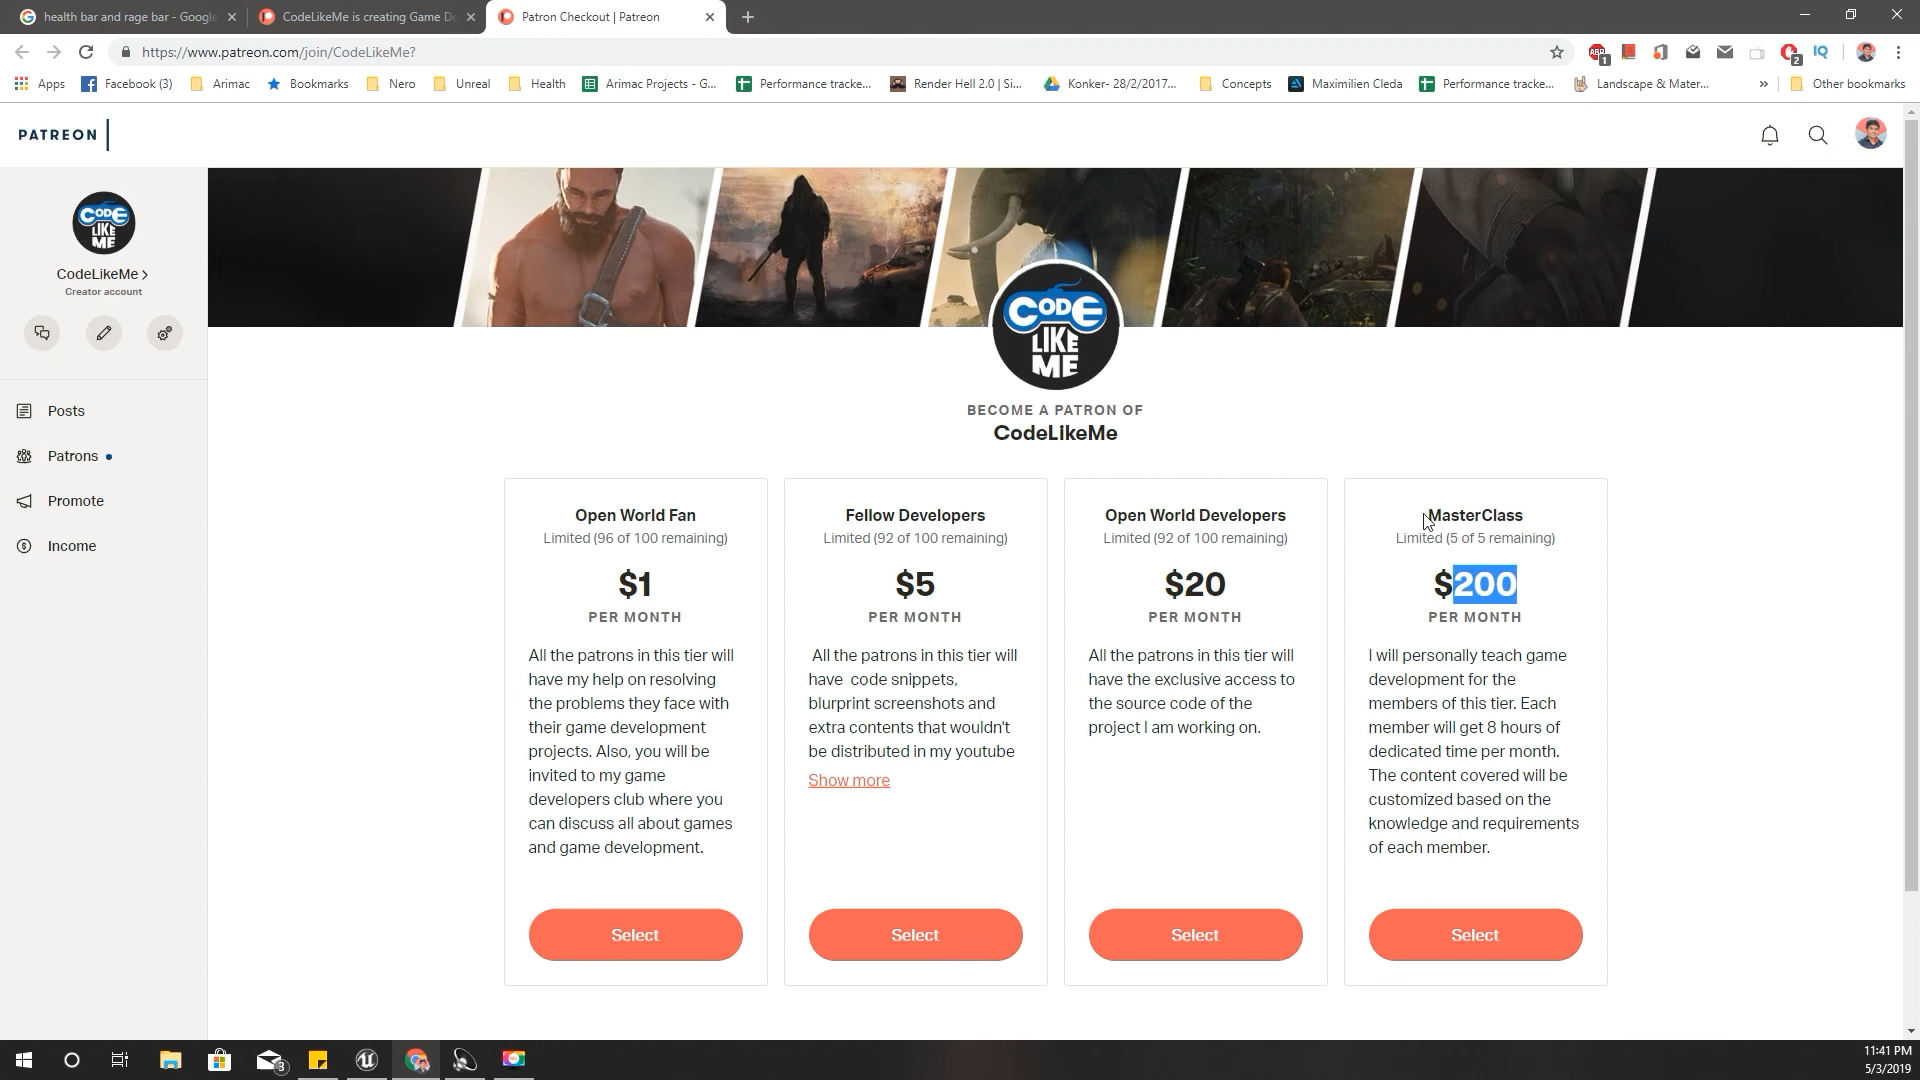 health bar and rage bar - Google
CodeLikeMe is creating Game De
Patron Checkout | Patreon
https://www.patreon.com/join/CodeLikeMe?
ABP
1
2
IQ
Apps
Facebook (3)
Arimac
Bookmarks
Nero
Unreal
Health
Arimac Projects - G...
Performance tracke...
Render Hell 2.0 | Si...
Konker- 28/2/2017...
Concepts
Maximilien Cleda
Performance tracke...
Landscape & Mater...
»
Other bookmarks
PATREON
CODE
LIKE
ME
CodeLikeMe >
Creator account
Posts
Patrons
Promote
Income
CODE
LIKE
ME
BECOME A PATRON OF
CodeLikeMe
Open World Fan
Limited (96 of 100 remaining)
$1
PER MONTH
All the patrons in this tier will
have my help on resolving
the problems they face with
their game development
projects. Also, you will be
invited to my game
developers club where you
can discuss all about games
and game development.
Select
Fellow Developers
Limited (92 of 100 remaining)
$5
PER MONTH
All the patrons in this tier will
have  code snippets,
blurprint screenshots and
extra contents that wouldn't
be distributed in my youtube
Show more
Select
Open World Developers
Limited (92 of 100 remaining)
$20
PER MONTH
All the patrons in this tier will
have the exclusive access to
the source code of the
project I am working on.
Select
MasterClass
Limited (5 of 5 remaining)
$200
PER MONTH
I will personally teach game
development for the
members of this tier. Each
member will get 8 hours of
dedicated time per month.
The content covered will be
customized based on the
knowledge and requirements
of each member.
Select
3
11:41 PM
5/3/2019